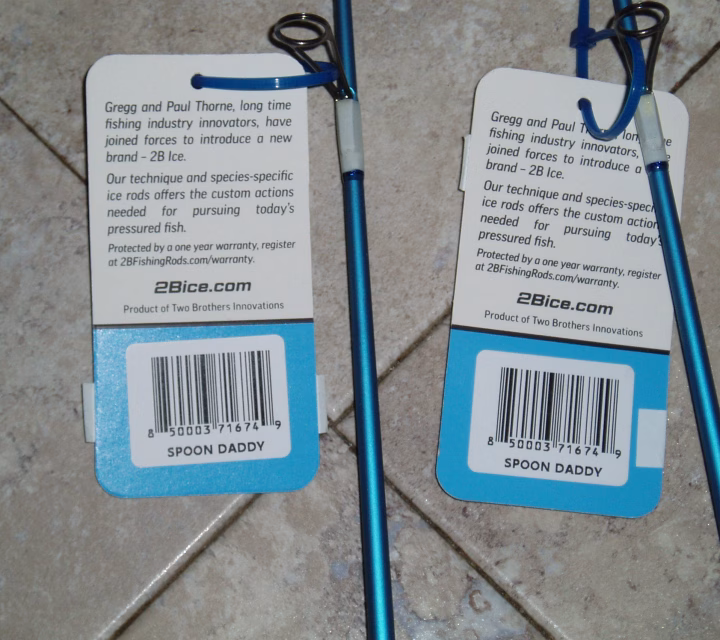 Gregg and Paul Thorne, long time
fishing industry innovators, have
joined forces to introduce a new
brand – 2B Ice.
Our technique and species-specific
ice rods offers the custom actions
needed for pursuing today's
pressured fish.
Protected by a one year warranty, register
at 2BFishingRods.com/warranty.
2Bice.com
Product of Two Brothers Innovations
8 50003 71674 9
SPOON DADDY
Gregg and Paul
fishing industry innovators,
joined forces to introduce a
brand – 2B Ice.
Our technique and
ice rods offers the custom
needed for pursuing today's
pressured fish.
Protected by a one year warranty, register
at 2BFishingRods.com/warranty.
2Bice.com
Product of Two Brothers Innovations
8 50003 71674 9
SPOON DADDY